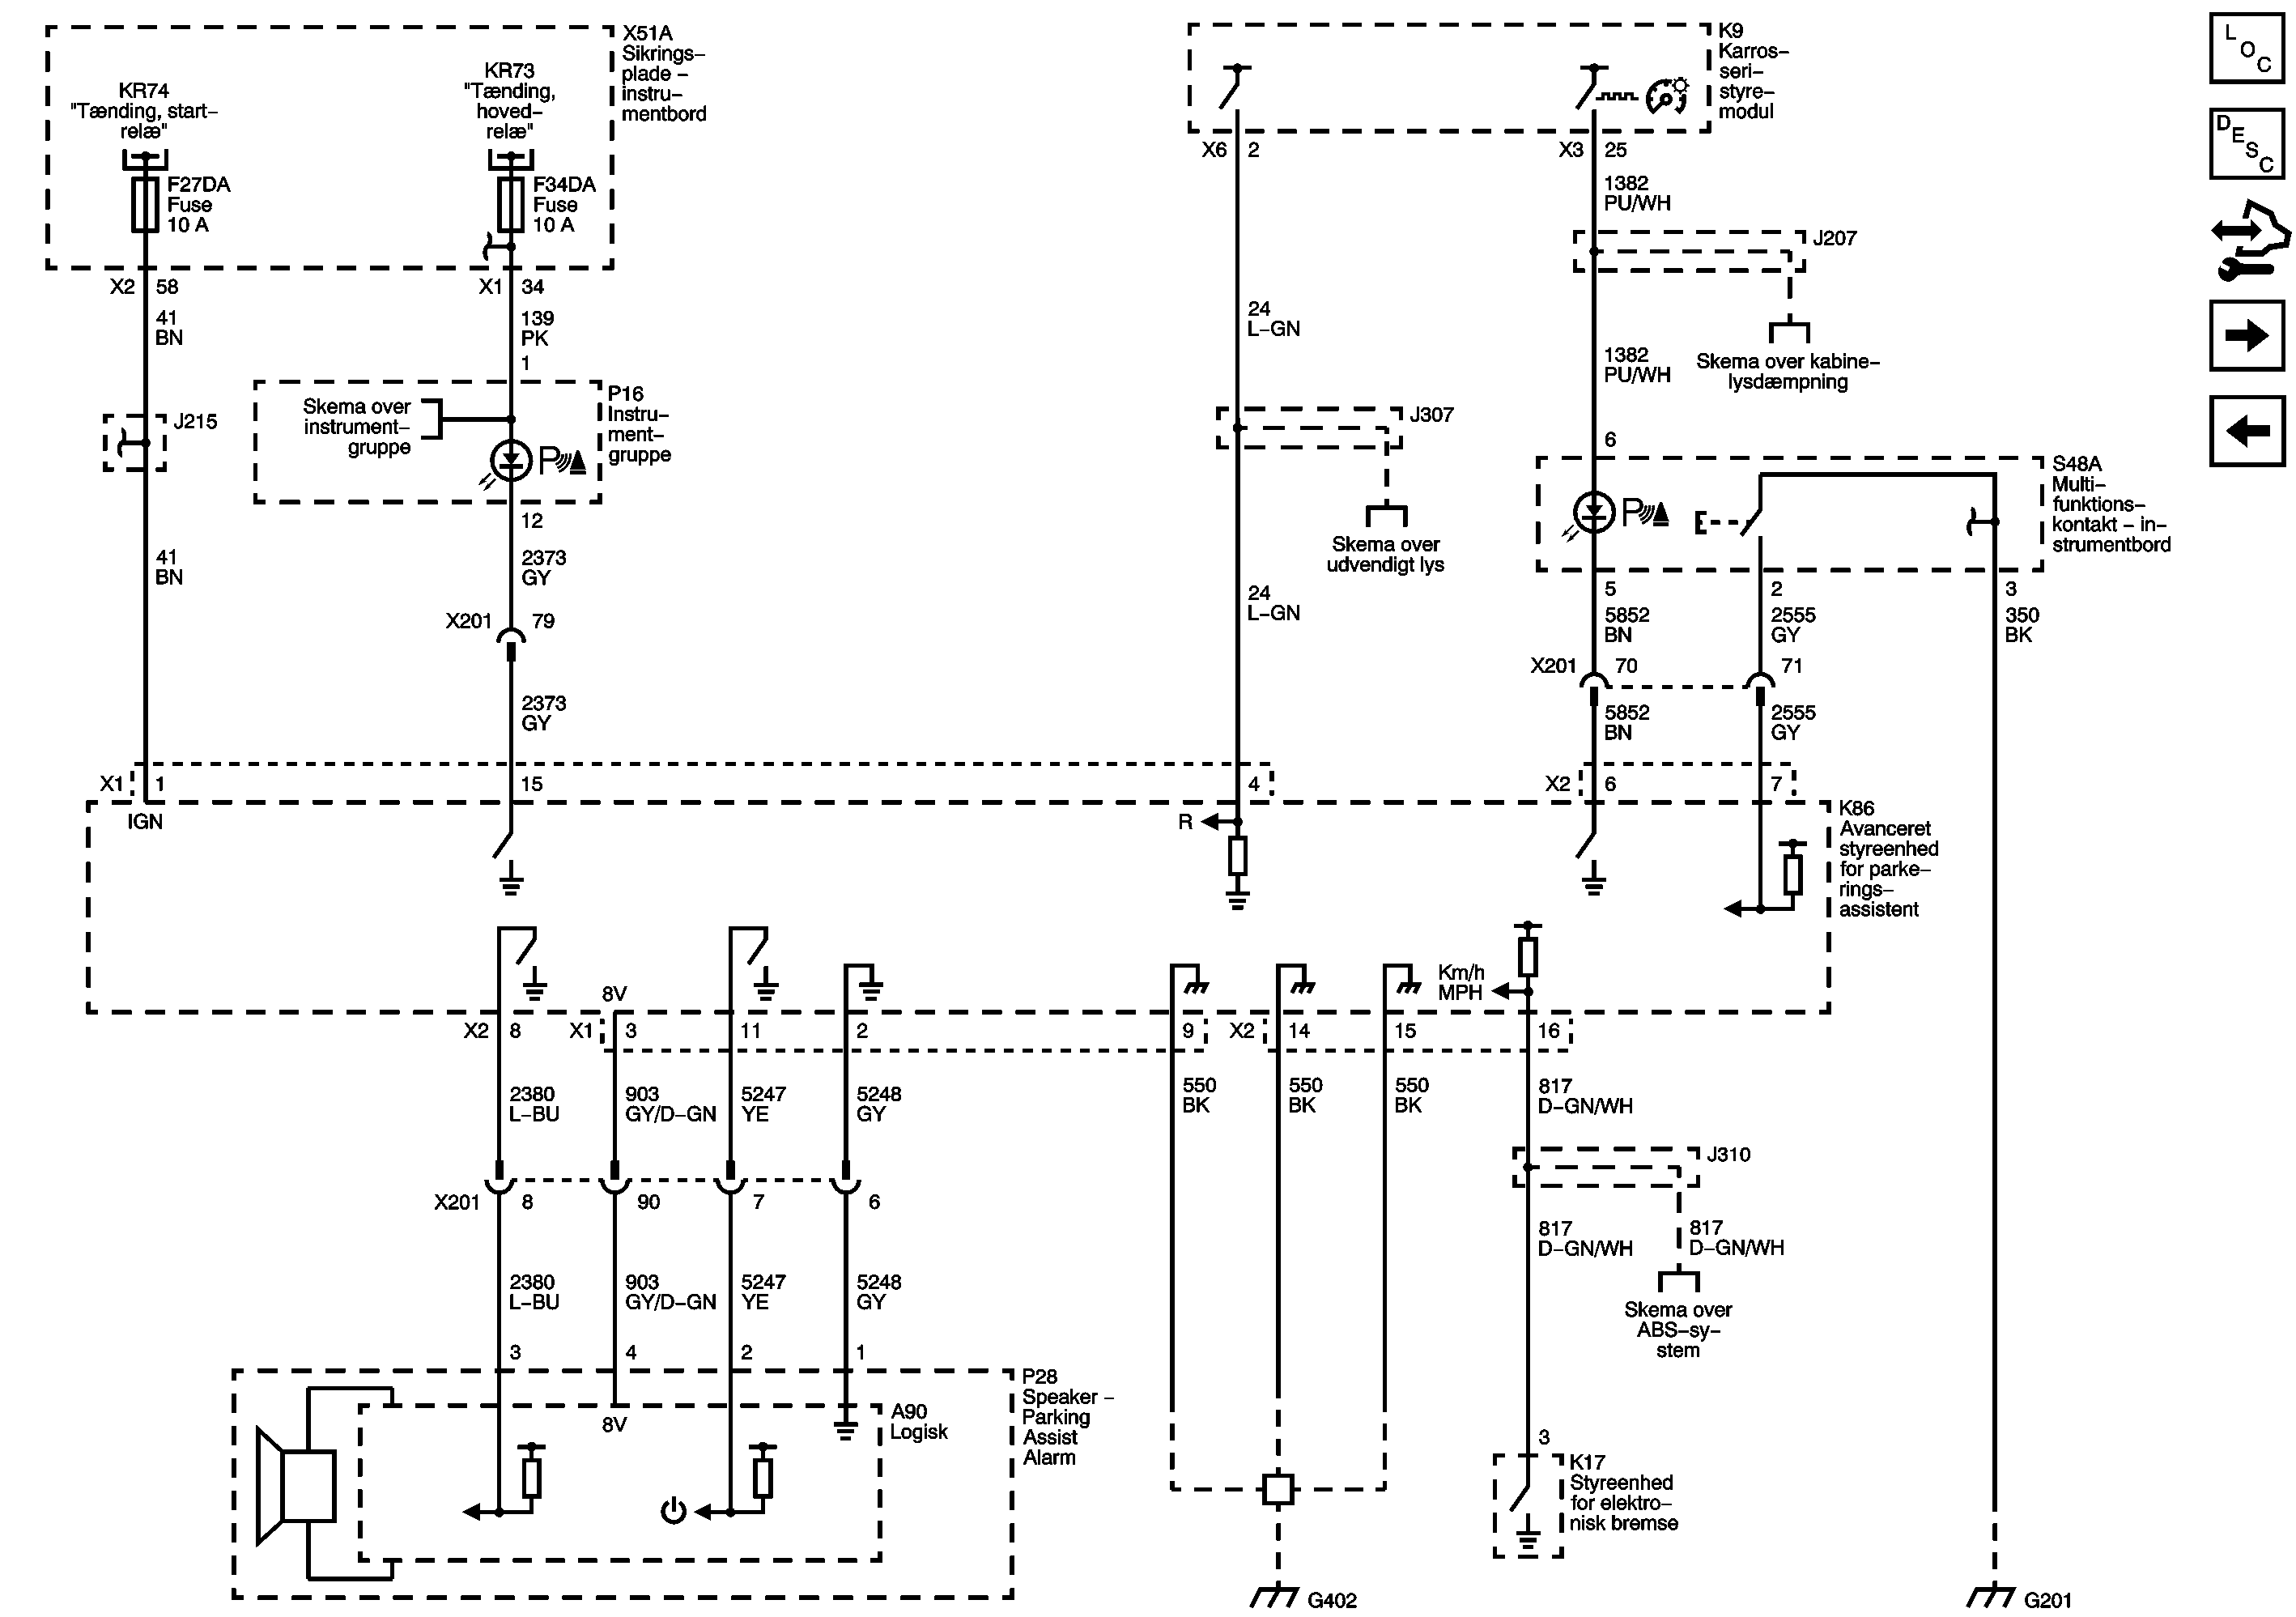 X51A
Sikrings–
plade –
instru–
mentbord
KR74
"Tænding, start–
relæ"
KR73
"Tænding,
hoved–
relæ"
F27DA
Fuse
10 A
F34DA
Fuse
10 A
X2 58
X1 34
41
BN
139
PK
1
J215
Skema over
instrument–
gruppe
P16
Instru–
ment–
gruppe
P
12
41
BN
2373
GY
X201 79
2373
GY
K9
Karros–
seri–
styre–
modul
X6 2
X3 25
1382
PU/WH
J207
24
L–GN
1382
PU/WH
Skema over kabine–
lysdæmpning
J307
6
Skema over
udvendigt lys
S48A
Multi–
funktions–
kontakt – in–
strumentbord
P
24
L–GN
5
2
3
5852
BN
2555
GY
350
BK
X201 70
71
5852
BN
2555
GY
L
O
C
D
E
S
C
X1 1
15
4
X2 6
7
IGN
R
K86
Avanceret
styreenhed
for parke–
rings–
assistent
8V
Km/h
MPH
X2 8
X1 3
11
2
9
X2 14
15
16
2380
L–BU
903
GY/D–GN
5247
YE
5248
GY
550
BK
550
BK
550
BK
817
D–GN/WH
J310
X201 8
90
7
6
817
D–GN/WH
817
D–GN/WH
2380
L–BU
903
GY/D–GN
5247
YE
5248
GY
Skema over
ABS–sy–
stem
3
4
2
1
P28
Speaker –
Parking
Assist
Alarm
8V
A90
Logisk
3
K17
Styreenhed
for elektro–
nisk bremse
G402
G201